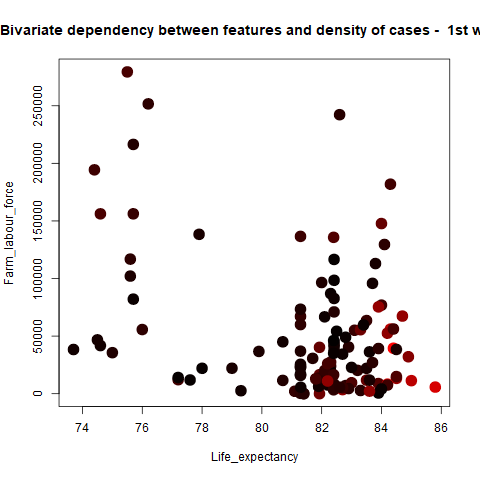 Bivariate dependency between features and density of cases - 1st w
250000
200000
150000
100000
50000
0
Farm_labour_force
74 76 78 80 82 84 86
Life_expectancy